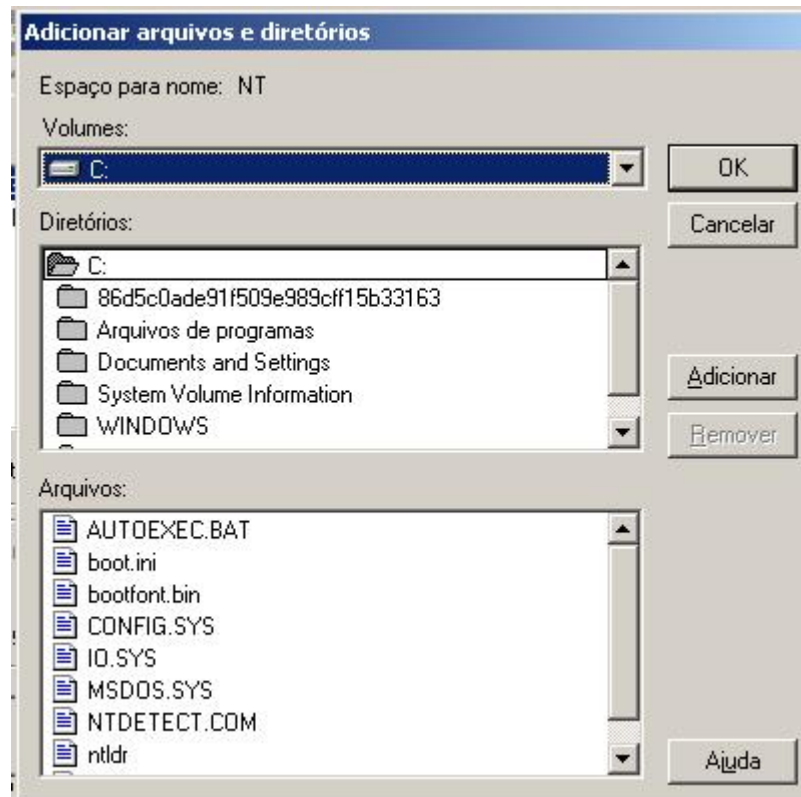 Adicionar arquivos e diretórios
Espaço para nome: NT
Volumes:
C:
OK
Diretórios:
Cancelar
C:
86d5c0ade91f509e989cff15b33163
Arquivos de programas
Documents and Settings
System Volume Information
WINDOWS
Adicionar
Remover
Arquivos:
AUTOEXEC.BAT
boot.ini
bootfont.bin
CONFIG.SYS
IO.SYS
MSDOS.SYS
NTDETECT.COM
ntldr
Ajuda